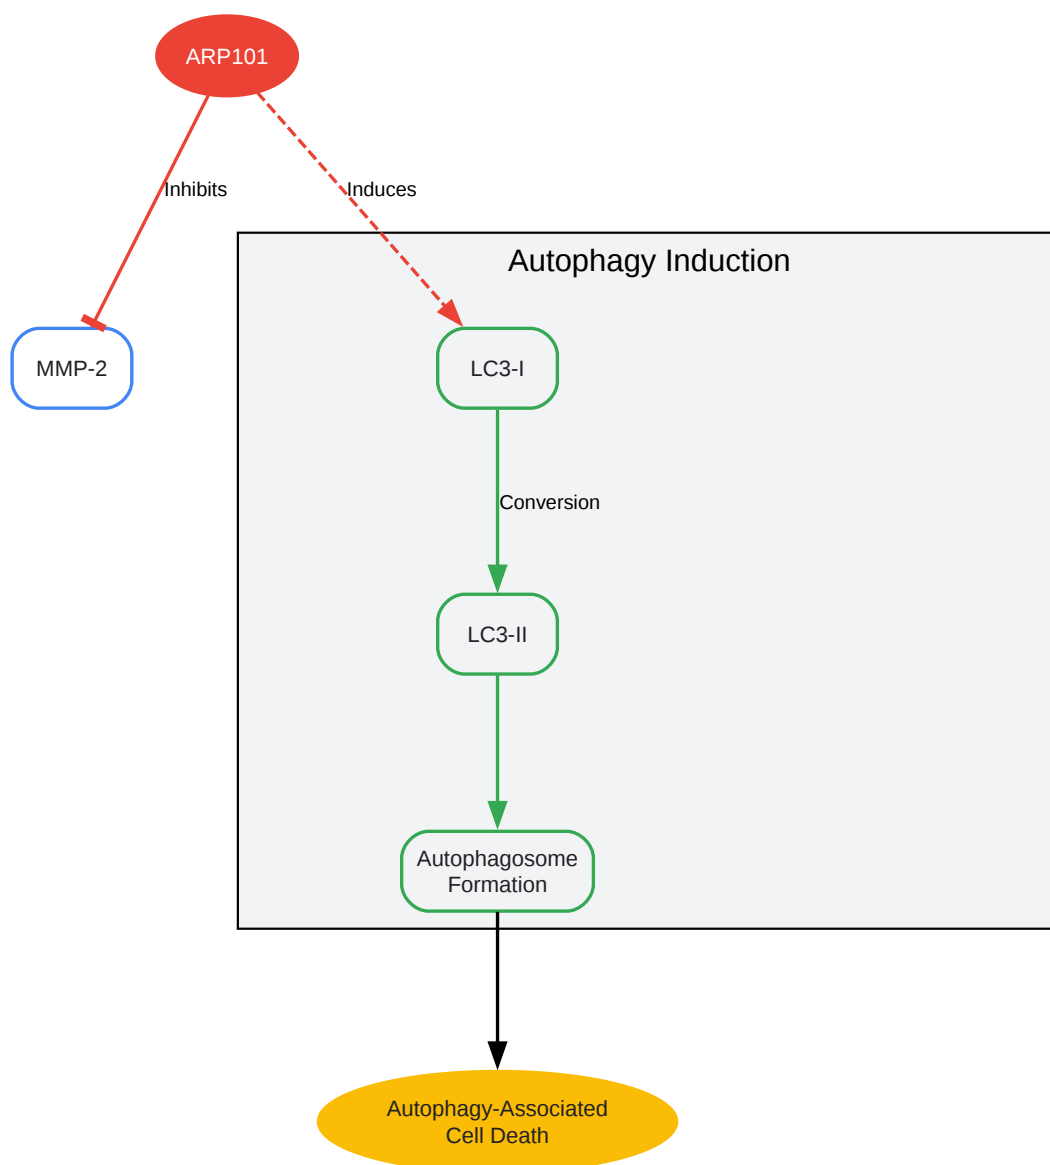 ARP101
Inhibits
Induces
Autophagy Induction
MMP-2
LC3-I
Conversion
LC3-II
Autophagosome
Formation
Autophagy-Associated
Cell Death